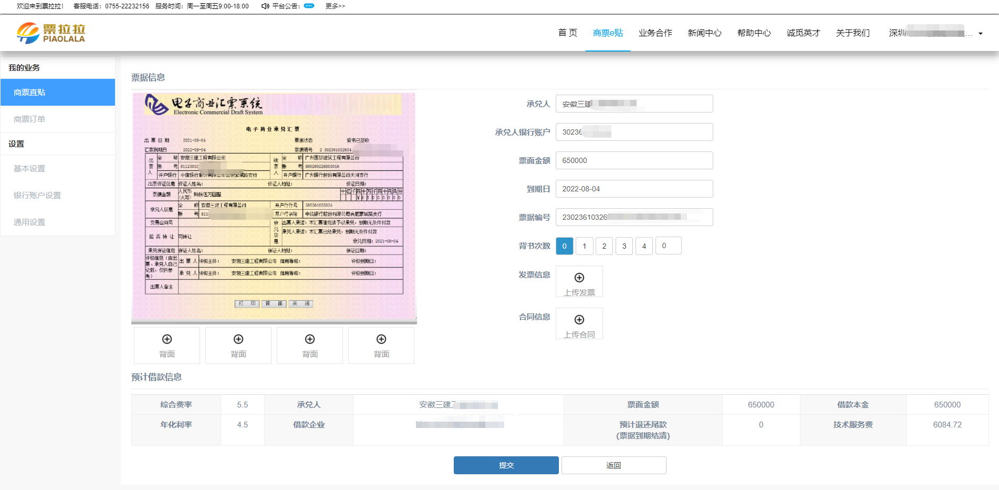 欢迎来到票拉拉！ 客服电话：0755-22232156 服务时间：周一至周五9:00-18:00 平台公告： NEWS 更多>>
票拉拉
PIAOLALA
首 页 商票e贴 业务合作 新闻中心 帮助中心 诚觅英才 关于我们 深圳
我的业务
商票直贴
商票订单
设置
基本设置
银行账户设置
通用设置
票据信息
电子商业汇票系统
Electronic Commercial Draft System
电子商业承兑汇票
出票日期 2021-08-04 票据状态 背书已签收
汇票到期日 2022-08-04 票据编号 2 302361032634
出票人 全称 安徽三建工程有限公司 收票人 全称 广州圆梦建筑工程有限公司
账号 81123010 账号 800269226803016
开户银行 中信银行股份有限公司合肥蒙城路支行 开户银行 广州银行股份有限公司天河支行
出票保证信息 保证人姓名： 保证人地址： 保证日期：
票据金额 人民币(大写) 陆拾伍万圆整 十亿千百十万千百十元角分
￥65000000
承兑人信息 全称 安徽三建工程有限公司 开户行行号 302361032634
账号 811 开户行名称 中信银行股份有限公司合肥蒙城路支行
交易合同号 承兑信息 出票人承诺：本汇票信息请予以承兑，到期无条件付款
能否转让 可转让 承兑人承诺：本汇票已经承兑，到期无条件付款
承兑日期：2021-08-04
承兑保证信息 保证人姓名： 保证人地址： 保证日期：
评级信息（由出票、承兑人自己记载，仅供参考） 出票人 评级主体： 安徽三建工程有限公司 信用等级： 评级到期日：
承兑人 评级主体： 安徽三建工程有限公司 信用等级： 评级到期日：
出票人备注
打印 背面 关闭
背面 背面 背面 背面
承兑人 安徽三建
承兑人银行账户 30236
票面金额 650000
到期日 2022-08-04
票据编号 23023610326
背书次数 0 1 2 3 4 0
发票信息 上传发票
合同信息 上传合同
预计借款信息
综合费率 5.5 承兑人 安徽三建 票面金额 650000 借款本金 650000
年化利率 4.5 借款企业 预计退还尾款 0 技术服务费 6084.72
(票据到期结清)
提交 返回